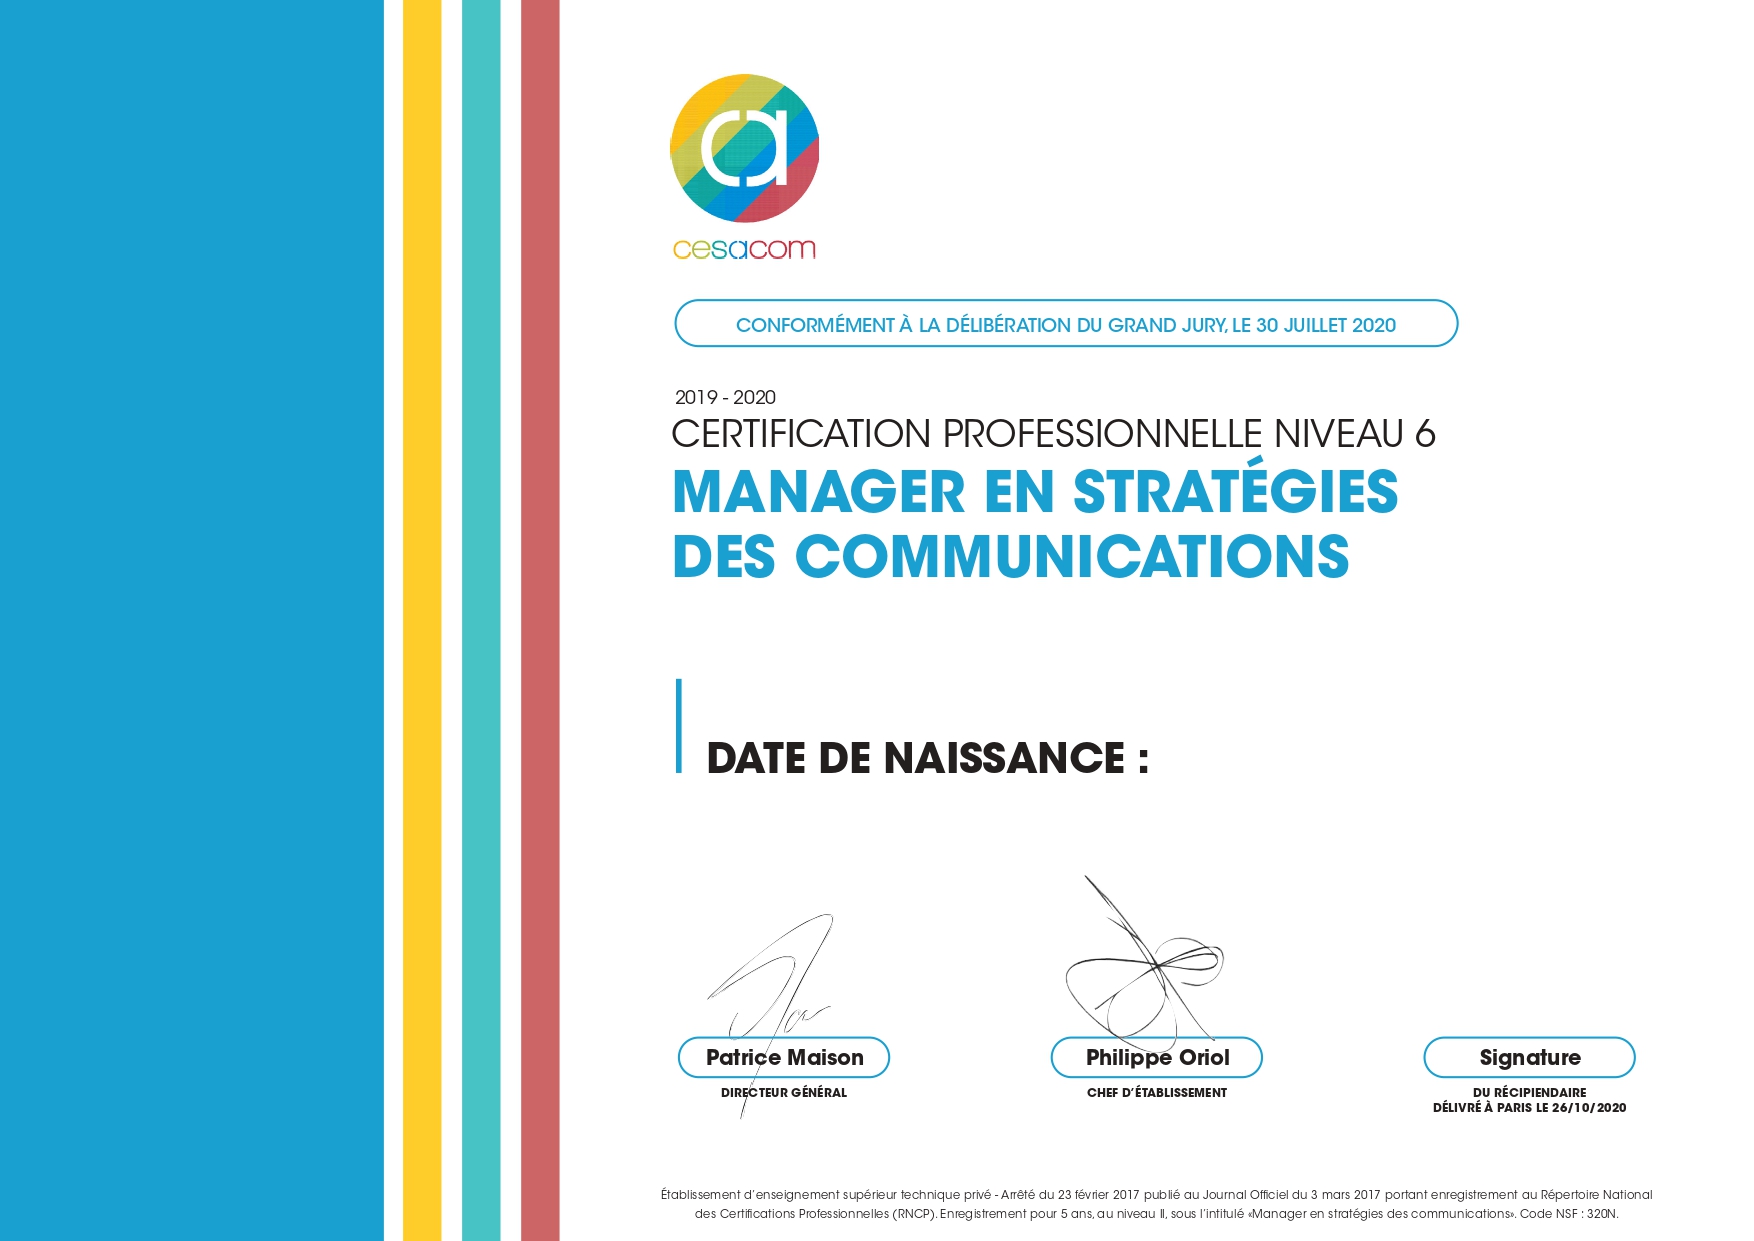 ca
cesacom
CONFORMÉMENT À LA DÉLIBÉRATION DU GRAND JURY, LE 30 JUILLET 2020
2019 - 2020
CERTIFICATION PROFESSIONNELLE NIVEAU 6
MANAGER EN STRATÉGIES
DES COMMUNICATIONS
DATE DE NAISSANCE :
Patrice Maison
DIRECTEUR GÉNÉRAL
Philippe Oriol
CHEF D'ÉTABLISSEMENT
Signature
DU RÉCIPIENDAIRE
DÉLIVRÉ À PARIS LE 26/10/2020
Établissement d'enseignement supérieur technique privé - Arrêté du 23 février 2017 publié au Journal Officiel du 3 mars 2017 portant enregistrement au Répertoire National
des Certifications Professionnelles (RNCP). Enregistrement pour 5 ans, au niveau II, sous l'intitulé «Manager en stratégies des communications». Code NSF : 320N.